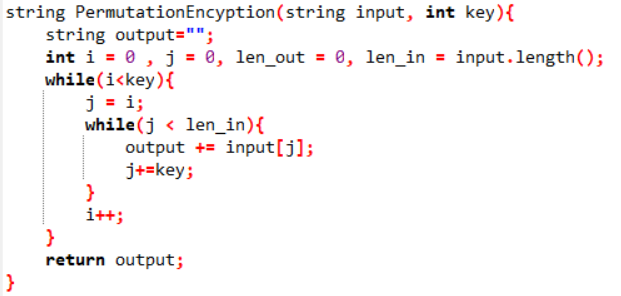 string PermutationEncyption(string input, int key){
string output="";
int i = 0 , j = 0, len_out = 0, len_in = input.length();
while(i<key){
j = i;
while(j < len_in){
output += input[j];
j+=key;
}
i++;
}
return output;
}